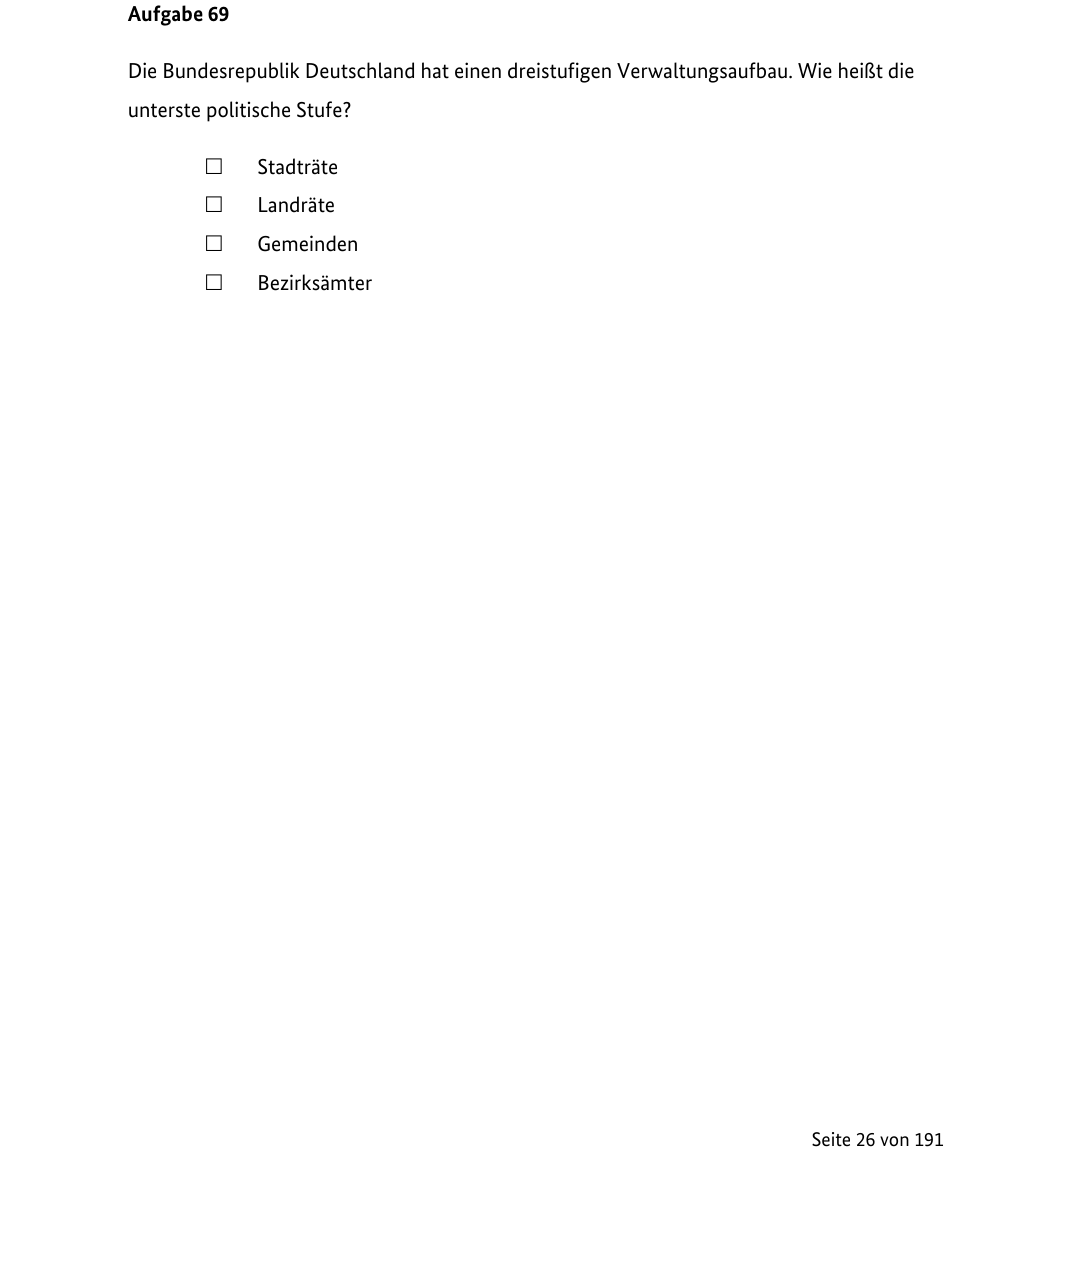 Aufgabe 69
Die Bundesrepublik Deutschland hat einen dreistufigen Verwaltungsaufbau. Wie heißt die
unterste politische Stufe?
☐ Stadträte
☐ Landräte
☐ Gemeinden
☐ Bezirksämter
Seite 26 von 191